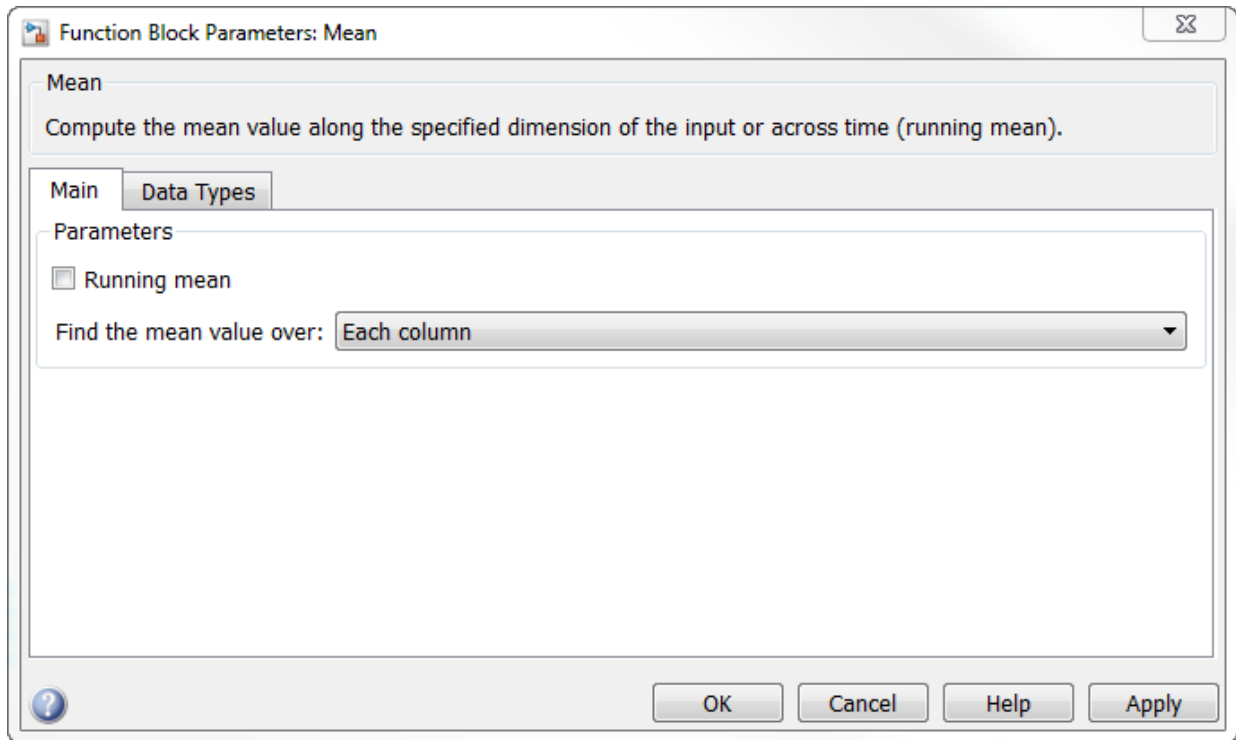 Function Block Parameters: Mean
Mean
Compute the mean value along the specified dimension of the input or across time (running mean).
Main Data Types
Parameters
Running mean
Find the mean value over: Each column
? OK Cancel Help Apply